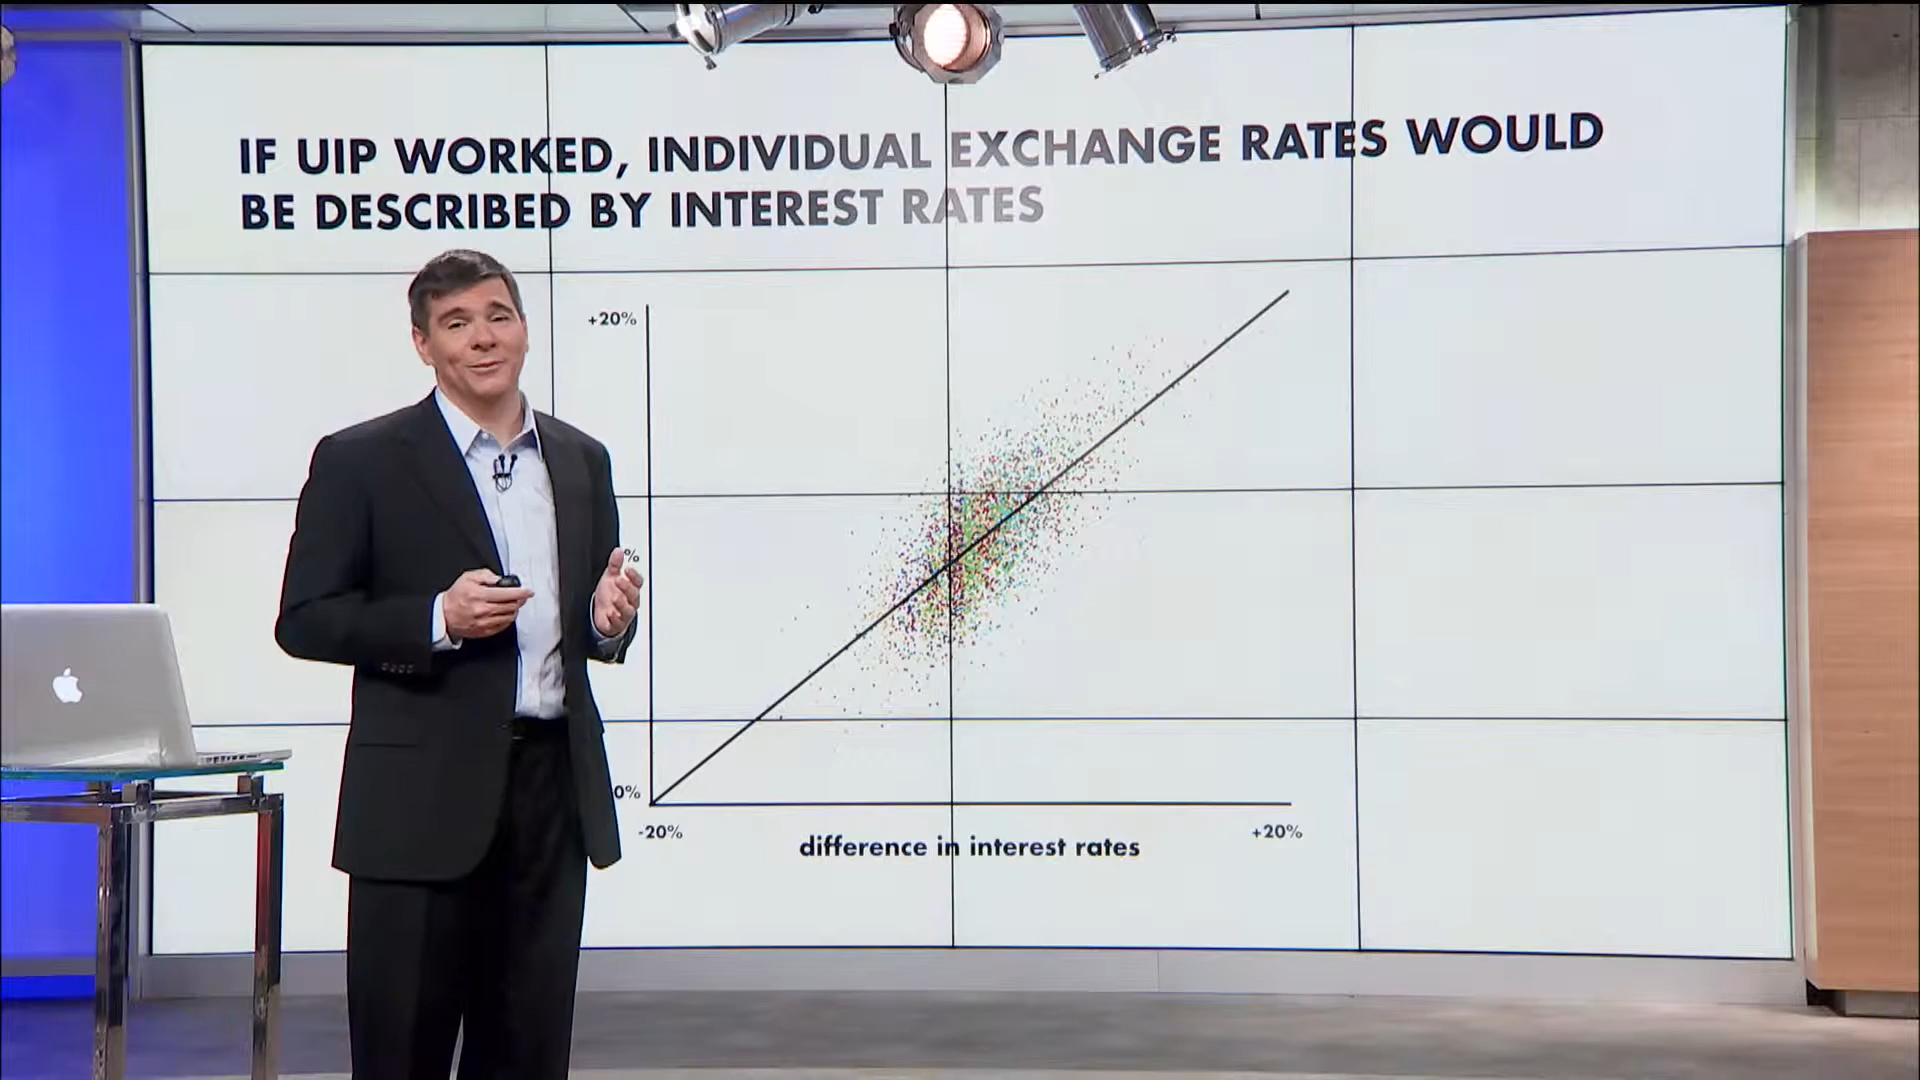 IF UIP WORKED, INDIVIDUAL EXCHANGE RATES WOULD
BE DESCRIBED BY INTEREST RATES
+20%
%
0%
-20%
+20%
difference in interest rates